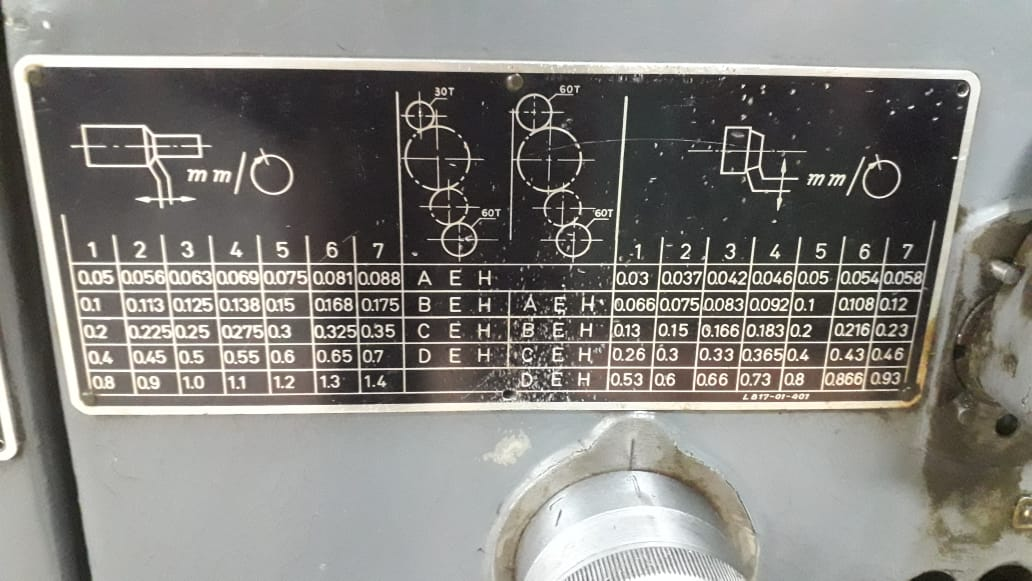 30T 60T
mm/ mm/
60T 60T
1 2 3 4 5 6 7 1 2 3 4 5 6 7
0.05 0.056 0.063 0.069 0.075 0.081 0.088 A E H 0.03 0.037 0.042 0.046 0.05 0.054 0.058
0.1 0.113 0.125 0.138 0.15 0.168 0.175 B E H A E H 0.066 0.075 0.083 0.092 0.1 0.108 0.12
0.2 0.225 0.25 0.275 0.3 0.325 0.35 C E H B E H 0.13 0.15 0.166 0.183 0.2 0.216 0.23
0.4 0.45 0.5 0.55 0.6 0.65 0.7 D E H C E H 0.26 0.3 0.33 0.365 0.4 0.43 0.46
0.8 0.9 1.0 1.1 1.2 1.3 1.4 D E H 0.53 0.6 0.66 0.73 0.8 0.866 0.93
L817-01-401